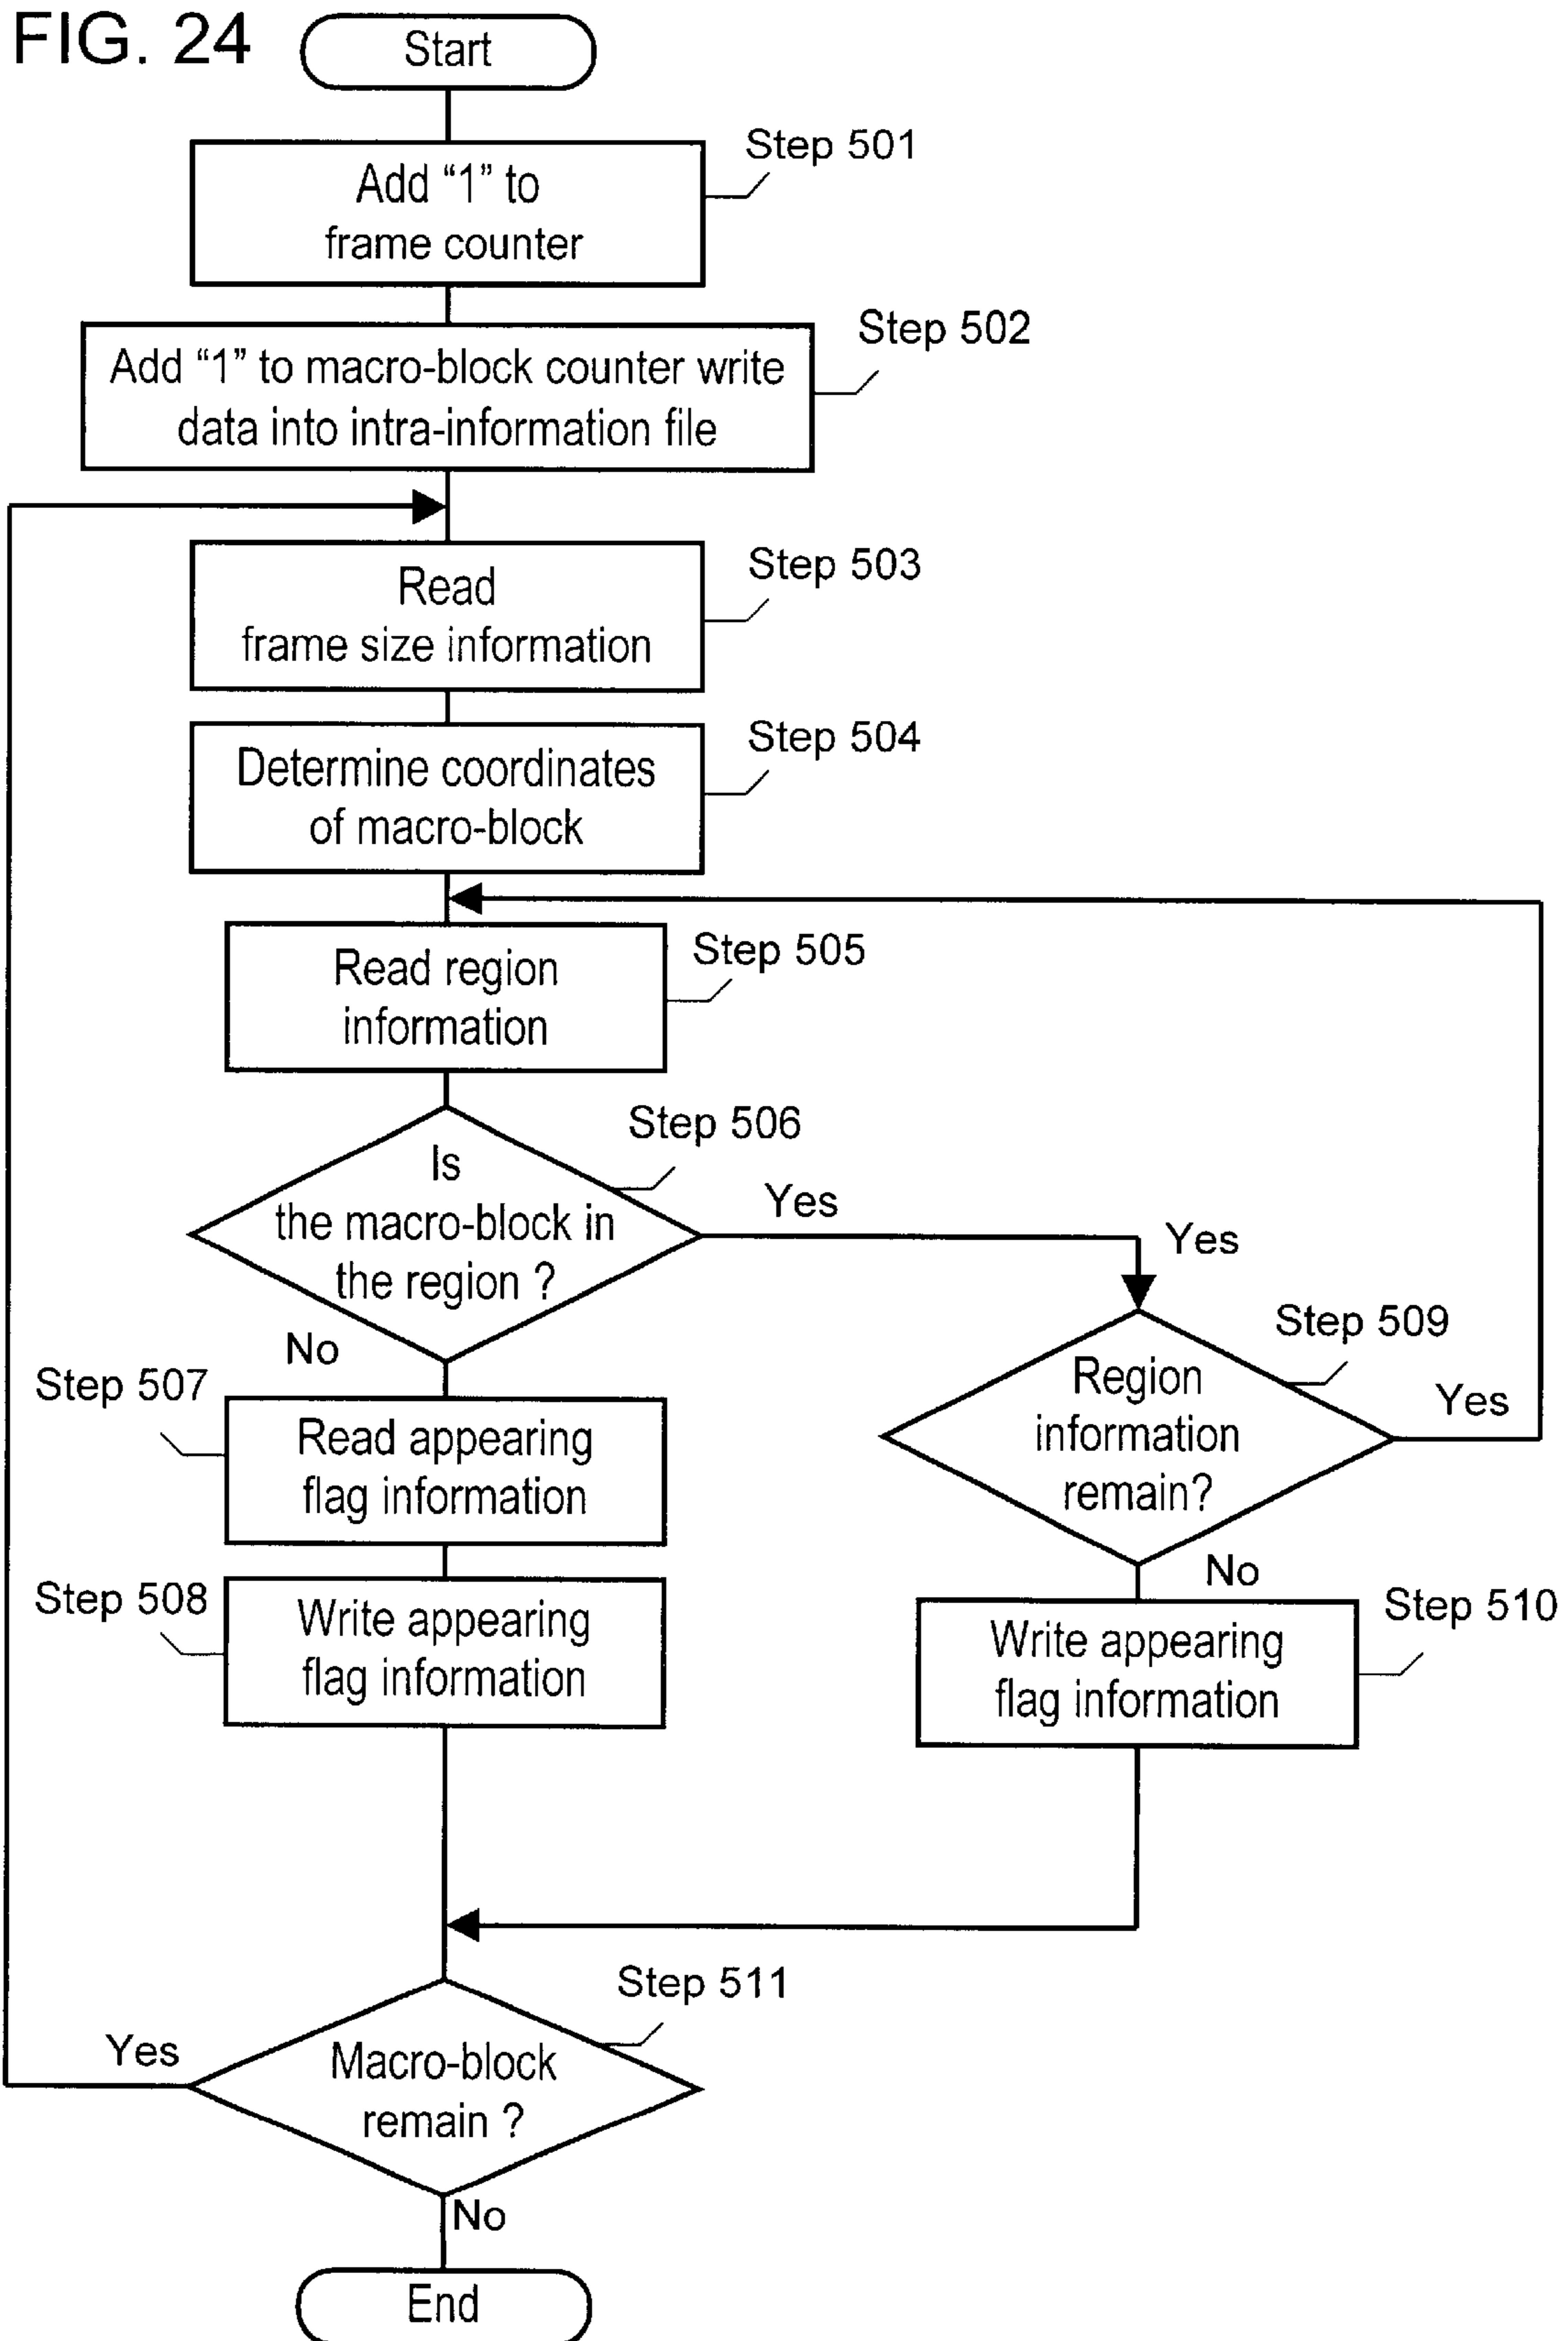 FIG. 24
Start
Step 501
Add “1” to
frame counter
Step 502
Add “1” to macro-block counter write
data into intra-information file
Step 503
Read
frame size information
Step 504
Determine coordinates
of macro-block
Step 505
Read region
information
Step 506
Is
the macro-block in
the region ?
Yes
Yes
No
Step 509
Region
information
remain?
Yes
No
Step 507
Read appearing
flag information
Step 508
Write appearing
flag information
Step 510
Write appearing
flag information
Step 511
Macro-block
remain ?
Yes
No
End